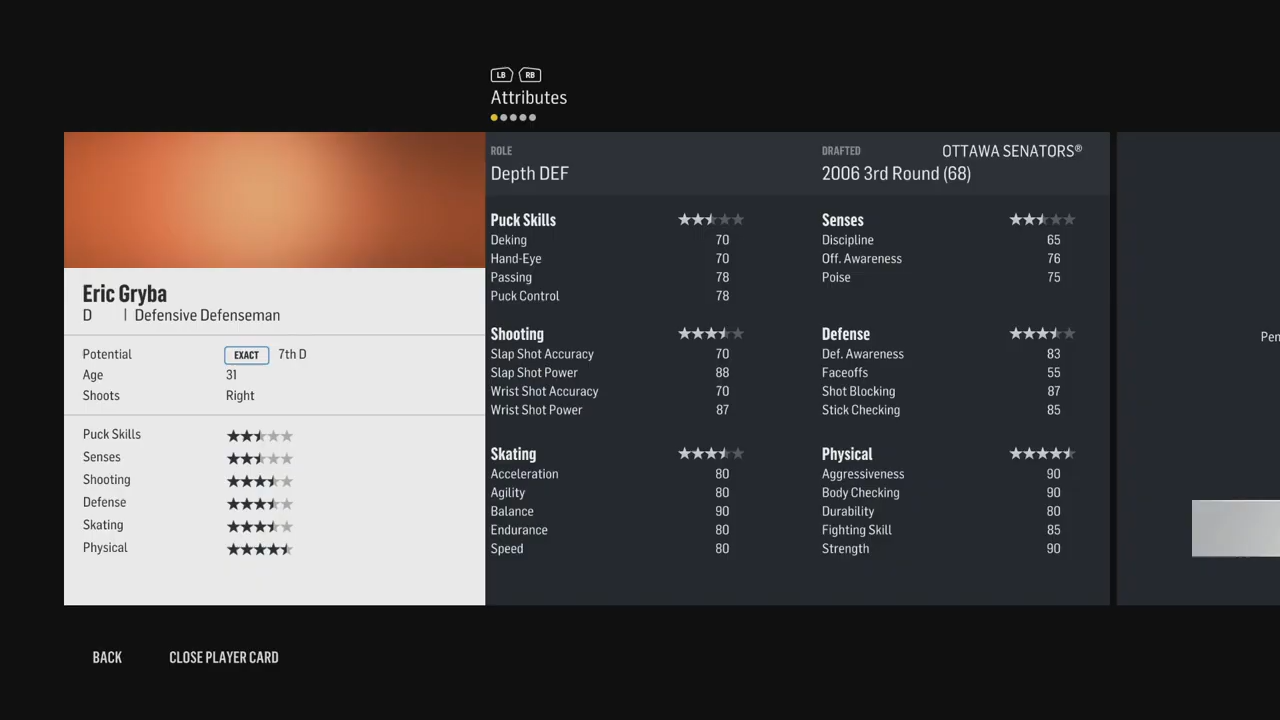 LB RB
Attributes
ROLE
Depth DEF
DRAFTED OTTAWA SENATORS®
2006 3rd Round (68)
Eric Gryba
D | Defensive Defenseman
Potential EXACT 7th D
Age 31
Shoots Right
Puck Skills
Senses
Shooting
Defense
Skating
Physical
Puck Skills
Deking 70
Hand-Eye 70
Passing 78
Puck Control 78
Senses
Discipline 65
Off. Awareness 76
Poise 75
Shooting
Slap Shot Accuracy 70
Slap Shot Power 88
Wrist Shot Accuracy 70
Wrist Shot Power 87
Defense
Def. Awareness 83
Faceoffs 55
Shot Blocking 87
Stick Checking 85
Skating
Acceleration 80
Agility 80
Balance 90
Endurance 80
Speed 80
Physical
Aggressiveness 90
Body Checking 90
Durability 80
Fighting Skill 85
Strength 90
Pen
BACK CLOSE PLAYER CARD